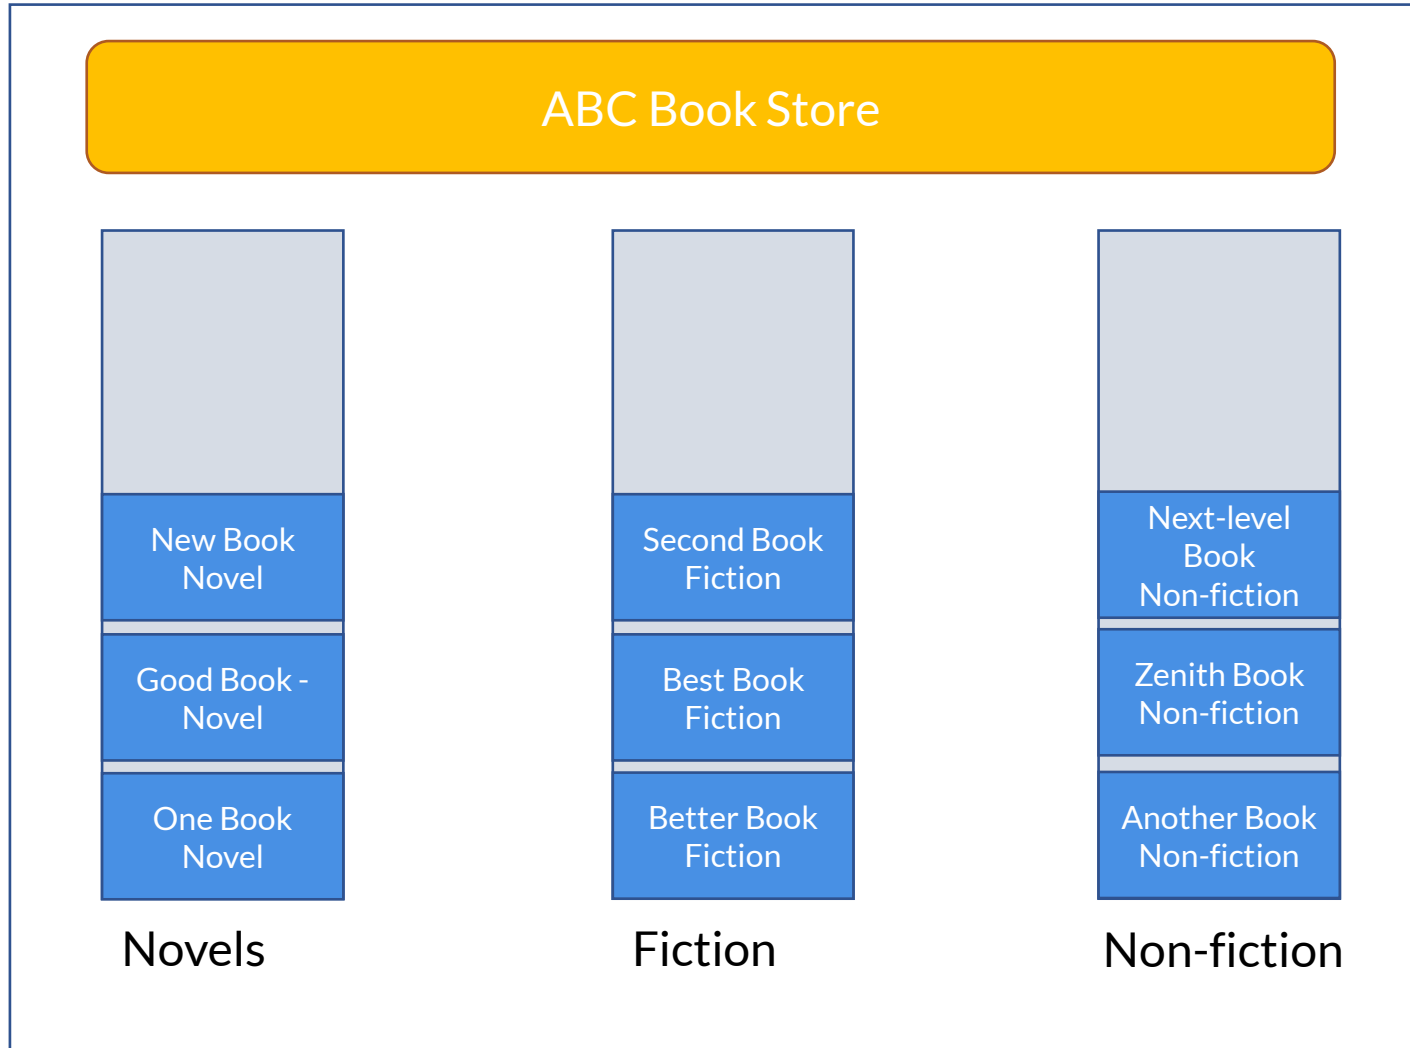 ABC Book Store
New Book
Novel
Good Book -
Novel
One Book
Novel
Novels
Second Book
Fiction
Best Book
Fiction
Better Book
Fiction
Fiction
Next-level
Book
Non-fiction
Zenith Book
Non-fiction
Another Book
Non-fiction
Non-fiction